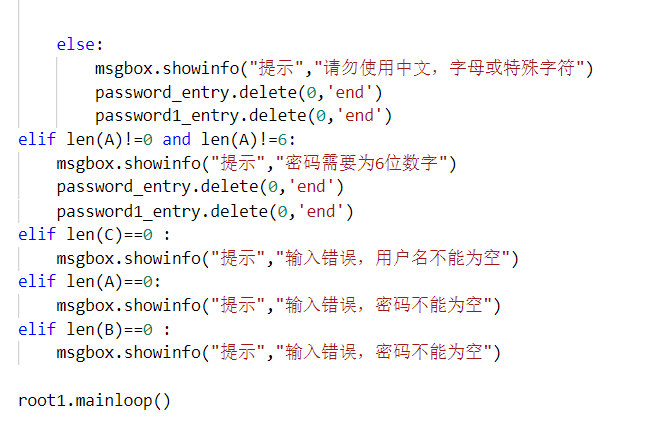 else:
msgbox.showinfo("提示","请勿使用中文，字母或特殊字符")
password_entry.delete(0,'end')
password1_entry.delete(0,'end')
elif len(A)!=0 and len(A)!=6:
msgbox.showinfo("提示","密码需要为6位数字")
password_entry.delete(0,'end')
password1_entry.delete(0,'end')
elif len(C)==0 :
msgbox.showinfo("提示","输入错误，用户名不能为空")
elif len(A)==0:
msgbox.showinfo("提示","输入错误，密码不能为空")
elif len(B)==0 :
msgbox.showinfo("提示","输入错误，密码不能为空")
root1.mainloop()